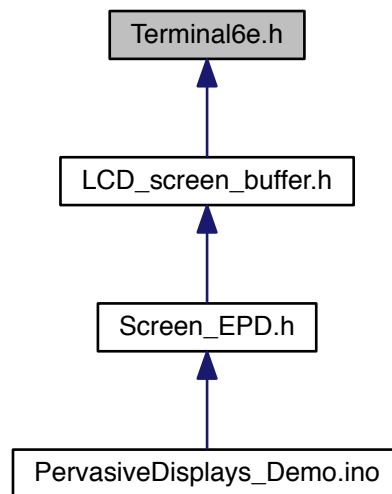 Terminal6e.h
LCD_screen_buffer.h
Screen_EPD.h
PervasiveDisplays_Demo.ino